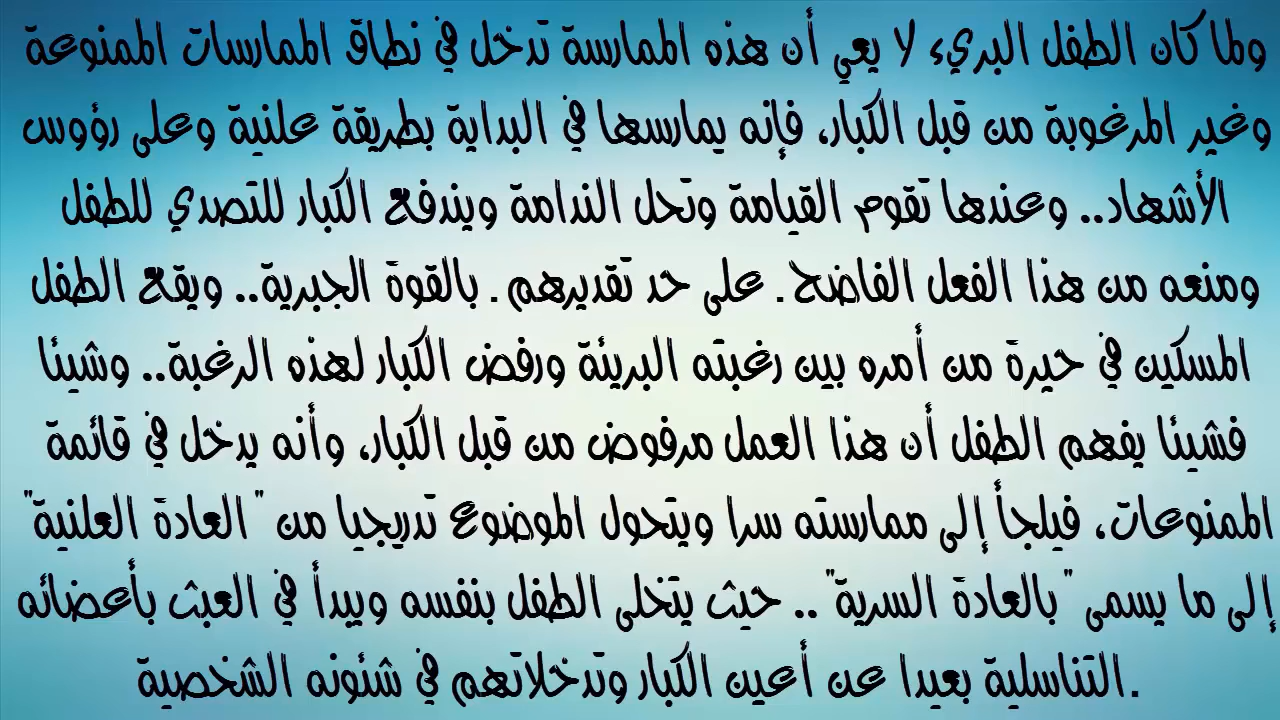 ولما كان الطفل البريء لا يعي أن هذه الممارسة تدخل في نطاق الممارسات الممنوعة
وغير المرغوبة من قبل الكبار، فإنه يمارسها في البداية بطريقة علنية وعلى رؤوس
الأشهاد.. وعندها تقوم القيامة وتحل الندامة ويندفع الكبار للتصدي للطفل
ومنعه من هذا الفعل الفاضح . على حد تقديرهم . بالقوة الجبرية.. ويقع الطفل
المسكين في حيرة من أمره بين رغبته البريئة ورفض الكبار لهذه الرغبة.. وشيئا
فشيئا يفهم الطفل أن هذا العمل مرفوض من قبل الكبار، وأنه يدخل في قائمة
الممنوعات، فيلجأ إلى ممارسته سرا ويتحول الموضوع تدريجيا من "العادة العلنية"
إلى ما يسمى "بالعادة السرية".. حيث يتخلى الطفل بنفسه ويبدأ في العبث بأعضائه
.التناسلية بعيدا عن أعين الكبار وتدخلاتهم في شئونه الشخصية